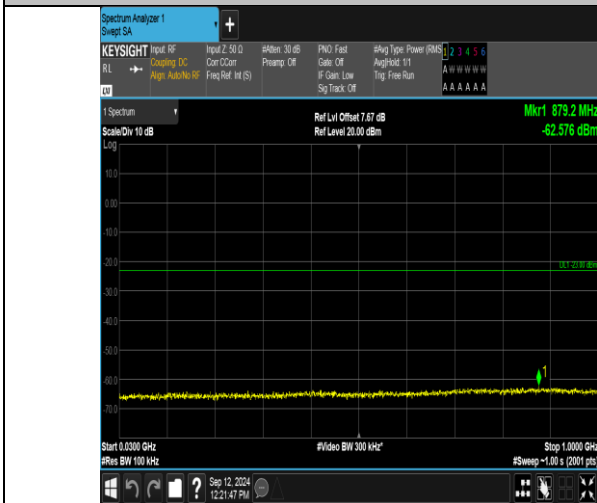 Spectrum Analyzer 1
Swept SA
+
KEYSIGHT
RL
Input: RF
Coupling: DC
Align: Auto/No RF
Input Z: 50 Ω
Corr CCorr
Freq Ref: Int (S)
#Atten: 30 dB
Preamp: Off
PNO: Fast
Gate: Off
IF Gain: Low
Sig Track: Off
#Avg Type: Power (RMS
Avg|Hold: 1/1
Trig: Free Run
1 2 3 4 5 6
A W W W W W
A A A A A A
1 Spectrum
Scale/Div 10 dB
Log
Ref Lvl Offset 7.67 dB
Ref Level 20.00 dBm
Mkr1 879.2 MHz
-62.576 dBm
10.0
0.00
-10.0
-20.0
DL1 -23.00 dBm
-30.0
-40.0
-50.0
-60.0
1
-70.0
Start 0.0300 GHz
#Res BW 100 kHz
#Video BW 300 kHz*
Stop 1.0000 GHz
#Sweep ~1.00 s (2001 pts)
?
Sep 12, 2024
12:21:47 PM